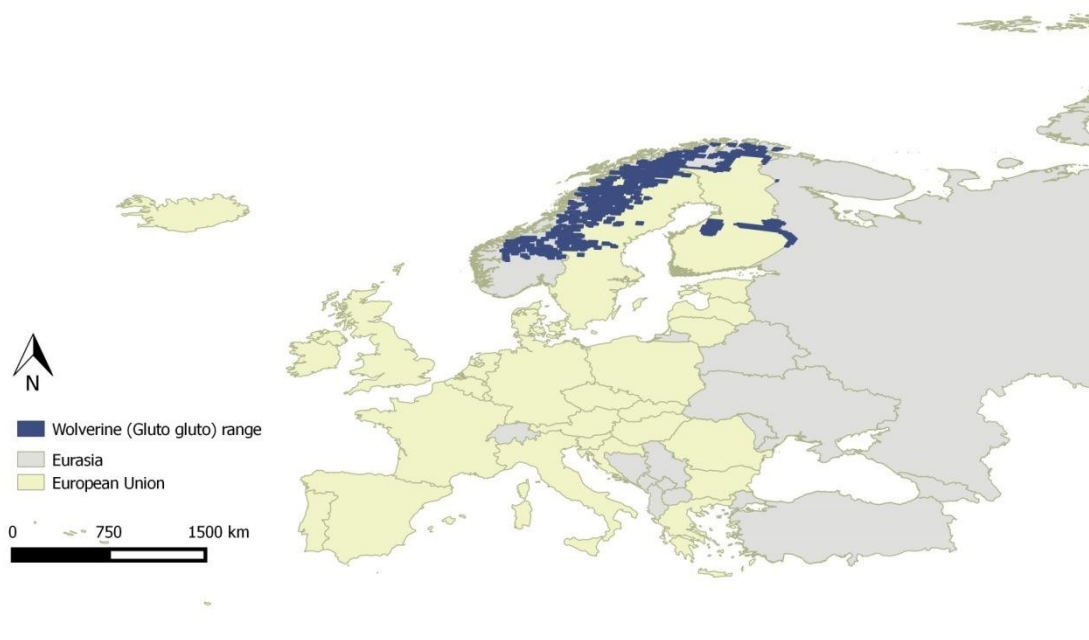 N
Wolverine (Gluto gluto) range
Eurasia
European Union
0 750 1500 km